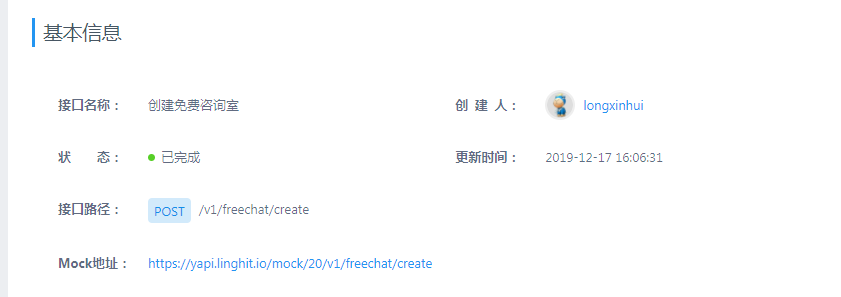 基本信息
接口名称： 创建免费咨询室 创 建 人： longxinhui
状 态： 已完成 更新时间： 2019-12-17 16:06:31
接口路径： POST /v1/freechat/create
Mock地址： https://yapi.linghit.io/mock/20/v1/freechat/create